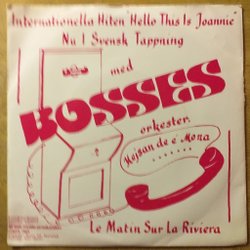 Internationella Hiten "Hello This Is Joannie"
Nu I Svensk Tappning
med
BOSSES
orkester.
Hejsan de e Mona
Le Matin Sur La Riviera